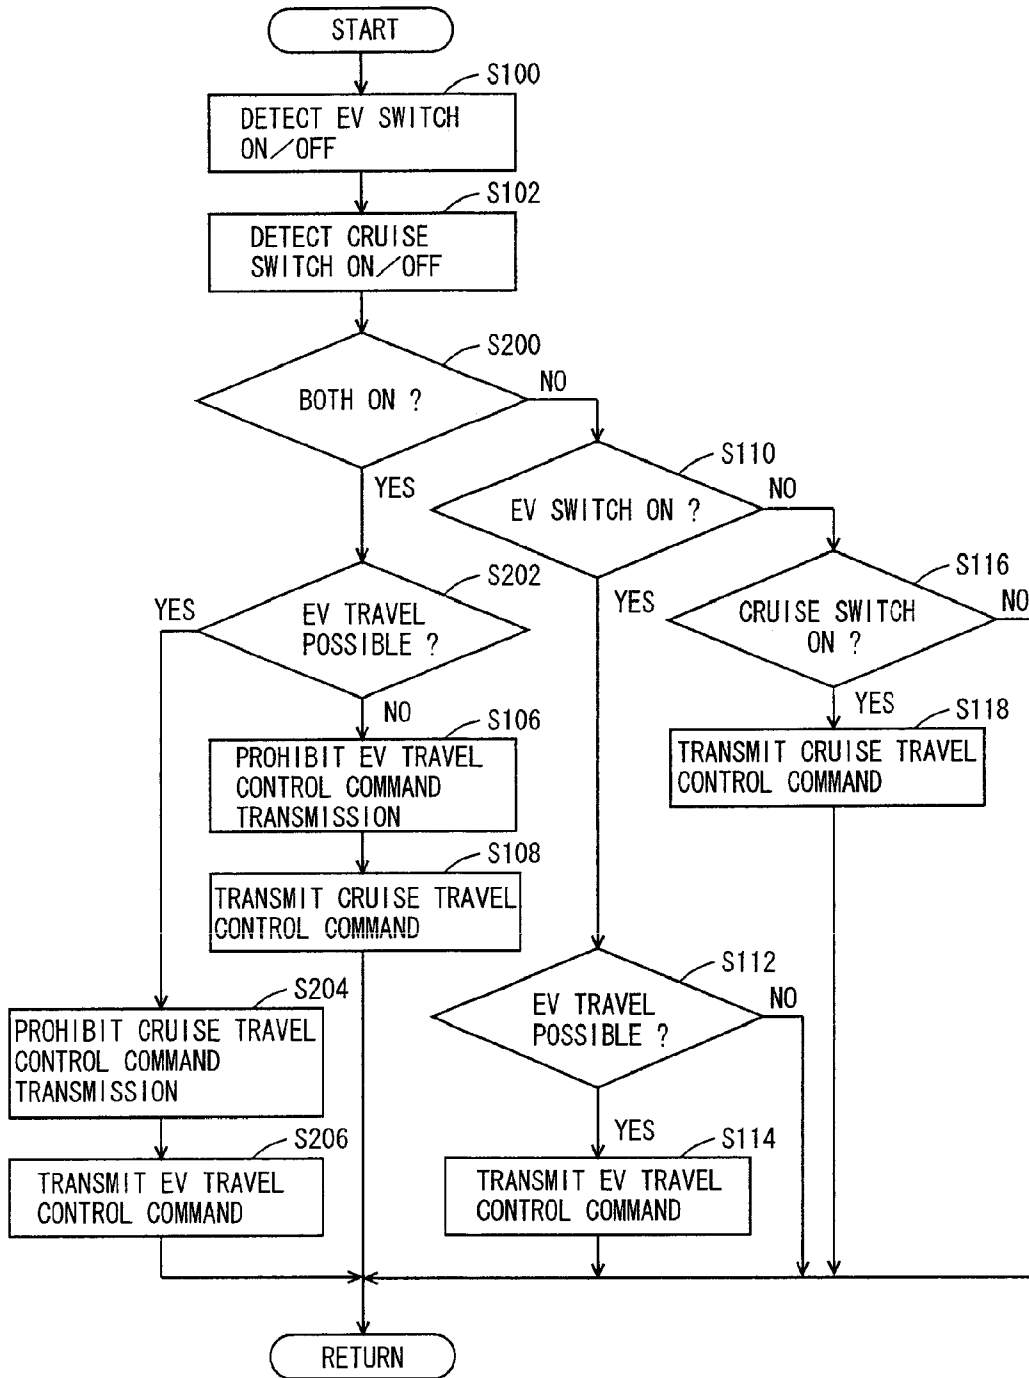 START
S100
DETECT EV SWITCH
ON/OFF
S102
DETECT CRUISE
SWITCH ON/OFF
S200
BOTH ON ?
NO
YES
S110
EV SWITCH ON ?
NO
YES
S202
EV TRAVEL
POSSIBLE ?
YES
NO
S116
CRUISE SWITCH
ON ?
NO
YES
S106
PROHIBIT EV TRAVEL
CONTROL COMMAND
TRANSMISSION
S118
TRANSMIT CRUISE TRAVEL
CONTROL COMMAND
S108
TRANSMIT CRUISE TRAVEL
CONTROL COMMAND
S112
EV TRAVEL
POSSIBLE ?
NO
YES
S204
PROHIBIT CRUISE TRAVEL
CONTROL COMMAND
TRANSMISSION
S206
TRANSMIT EV TRAVEL
CONTROL COMMAND
S114
TRANSMIT EV TRAVEL
CONTROL COMMAND
RETURN